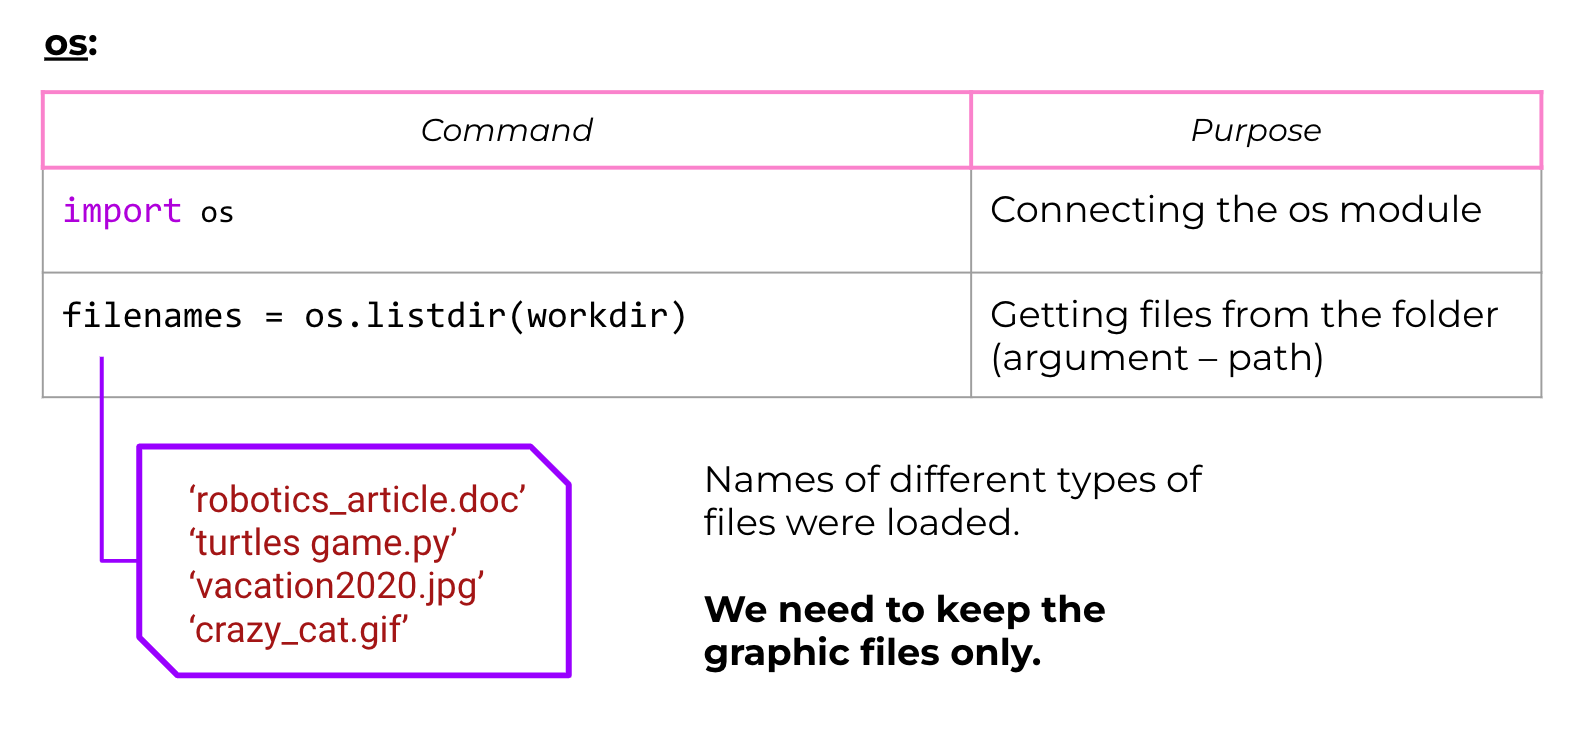 os:
Command
Purpose
import os
Connecting the os module
filenames = os.listdir(workdir)
Getting files from the folder
(argument – path)
‘robotics_article.doc’
‘turtles game.py’
‘vacation2020.jpg’
‘crazy_cat.gif’
Names of different types of
files were loaded.
We need to keep the
graphic files only.